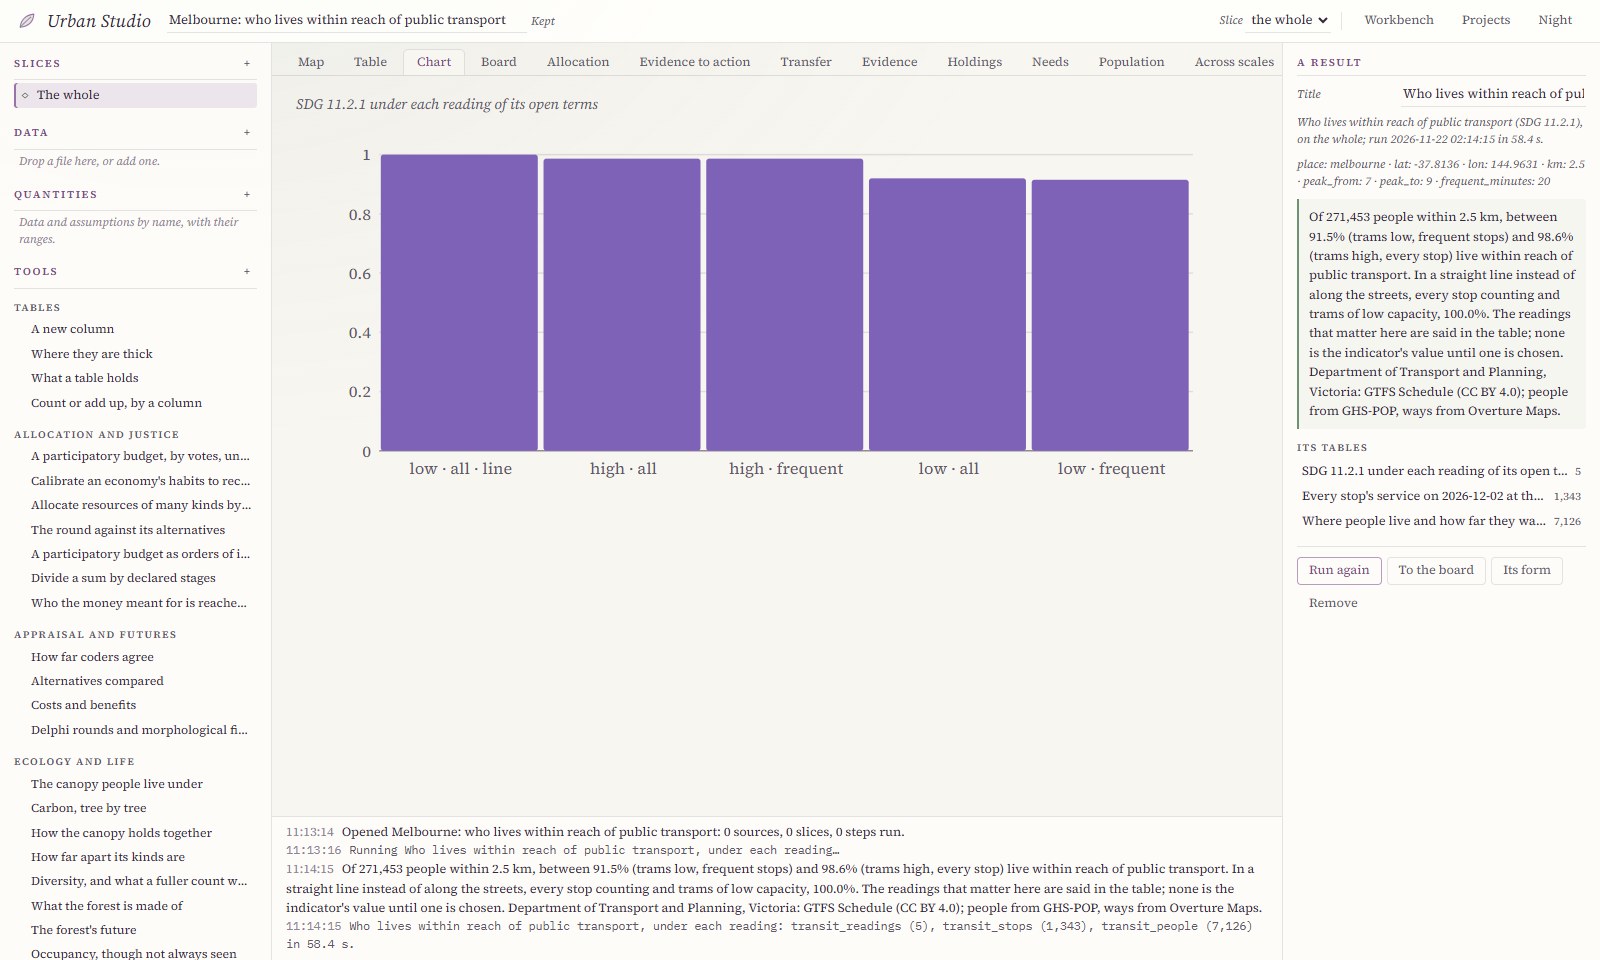 Urban Studio
Melbourne: who lives within reach of public transport
Kept
Slice the whole
Workbench
Projects
Night
SLICES +
The whole
DATA +
Drop a file here, or add one.
QUANTITIES +
Data and assumptions by name, with their
ranges.
TOOLS +
TABLES
A new column
Where they are thick
What a table holds
Count or add up, by a column
ALLOCATION AND JUSTICE
A participatory budget, by votes, un...
Calibrate an economy's habits to rec...
Allocate resources of many kinds by...
The round against its alternatives
A participatory budget as orders of i...
Divide a sum by declared stages
Who the money meant for is reache...
APPRAISAL AND FUTURES
How far coders agree
Alternatives compared
Costs and benefits
Delphi rounds and morphological fi...
ECOLOGY AND LIFE
The canopy people live under
Carbon, tree by tree
How the canopy holds together
How far apart its kinds are
Diversity, and what a fuller count w...
What the forest is made of
The forest's future
Occupancy, though not always seen
Map Table Chart Board Allocation Evidence to action Transfer Evidence Holdings Needs Population Across scales
SDG 11.2.1 under each reading of its open terms
1
0.8
0.6
0.4
0.2
0
low · all · line
high · all
high · frequent
low · all
low · frequent
11:13:14 Opened Melbourne: who lives within reach of public transport: 0 sources, 0 slices, 0 steps run.
11:13:16 Running Who lives within reach of public transport, under each reading…
11:14:15 Of 271,453 people within 2.5 km, between 91.5% (trams low, frequent stops) and 98.6% (trams high, every stop) live within reach of public transport. In a
straight line instead of along the streets, every stop counting and trams of low capacity, 100.0%. The readings that matter here are said in the table; none is the
indicator's value until one is chosen. Department of Transport and Planning, Victoria: GTFS Schedule (CC BY 4.0); people from GHS-POP, ways from Overture Maps.
11:14:15 Who lives within reach of public transport, under each reading: transit_readings (5), transit_stops (1,343), transit_people (7,126)
in 58.4 s.
A RESULT
Title Who lives within reach of pul
Who lives within reach of public transport (SDG 11.2.1),
on the whole; run 2026-11-22 02:14:15 in 58.4 s.
place: melbourne · lat: -37.8136 · lon: 144.9631 · km: 2.5
· peak_from: 7 · peak_to: 9 · frequent_minutes: 20
Of 271,453 people within 2.5 km, between
91.5% (trams low, frequent stops) and 98.6%
(trams high, every stop) live within reach of
public transport. In a straight line instead of
along the streets, every stop counting and
trams of low capacity, 100.0%. The readings
that matter here are said in the table; none
is the indicator's value until one is chosen.
Department of Transport and Planning,
Victoria: GTFS Schedule (CC BY 4.0); people
from GHS-POP, ways from Overture Maps.
ITS TABLES
SDG 11.2.1 under each reading of its open t... 5
Every stop's service on 2026-12-02 at th... 1,343
Where people live and how far they wa... 7,126
Run again
To the board
Its form
Remove